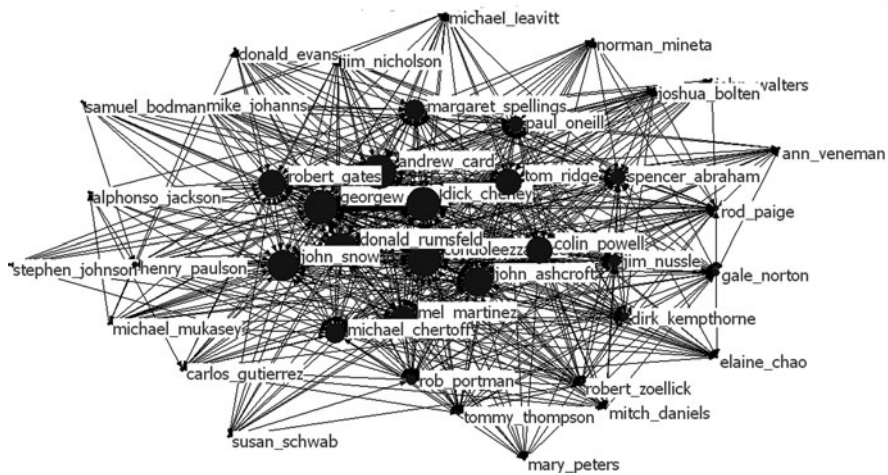 michael_leavitt
norman_mineta
donald_evans
jim_nicholson
joshua_bolten
samuel_bodman
mike_johanns
margaret_spellings
paul_oneill
ann_veneman
andrew_card
robert_gates
tom_ridge
spencer_abraham
georgew
dick_cheney
alphonso_jackson
rod_paige
donald_rumsfeld
colin_powell
john_snow
stephen_johnson
henry_paulson
john_ashcroft
jim_nussle
gale_norton
mel_martinez
michael_mukasey
michael_chertoff
dirk_kempthorne
elaine_chao
carlos_gutierrez
rob_portman
robert_zoellick
tommy_thompson
mitch_daniels
susan_schwab
mary_peters